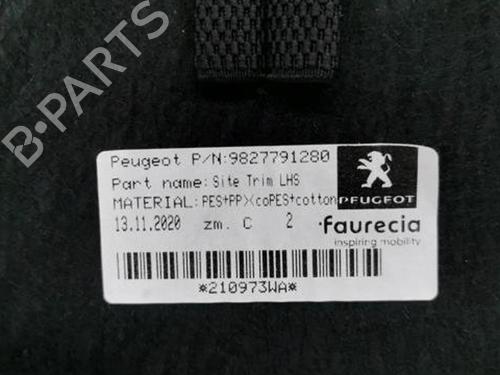 B-PARTS
Peugeot P/N:9827791280
Part name: Site Trim LHS
MATERIAL: PES+PP)(coPES+cotton
13.11.2020 zm. C 2
PEUGEOT
faurecia
inspiring mobility
*210973WA*